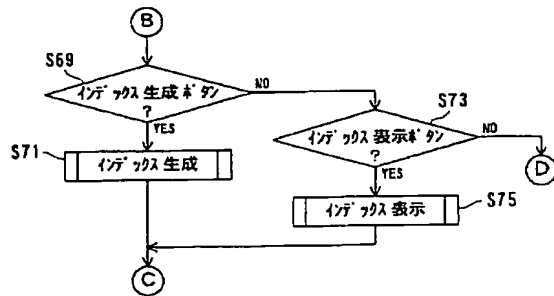 B
S69
インデックス生成ボタン
?
NO
YES
S73
インデックス表示ボタン
?
NO
YES
S71
インデックス生成
D
インデックス表示
S75
C